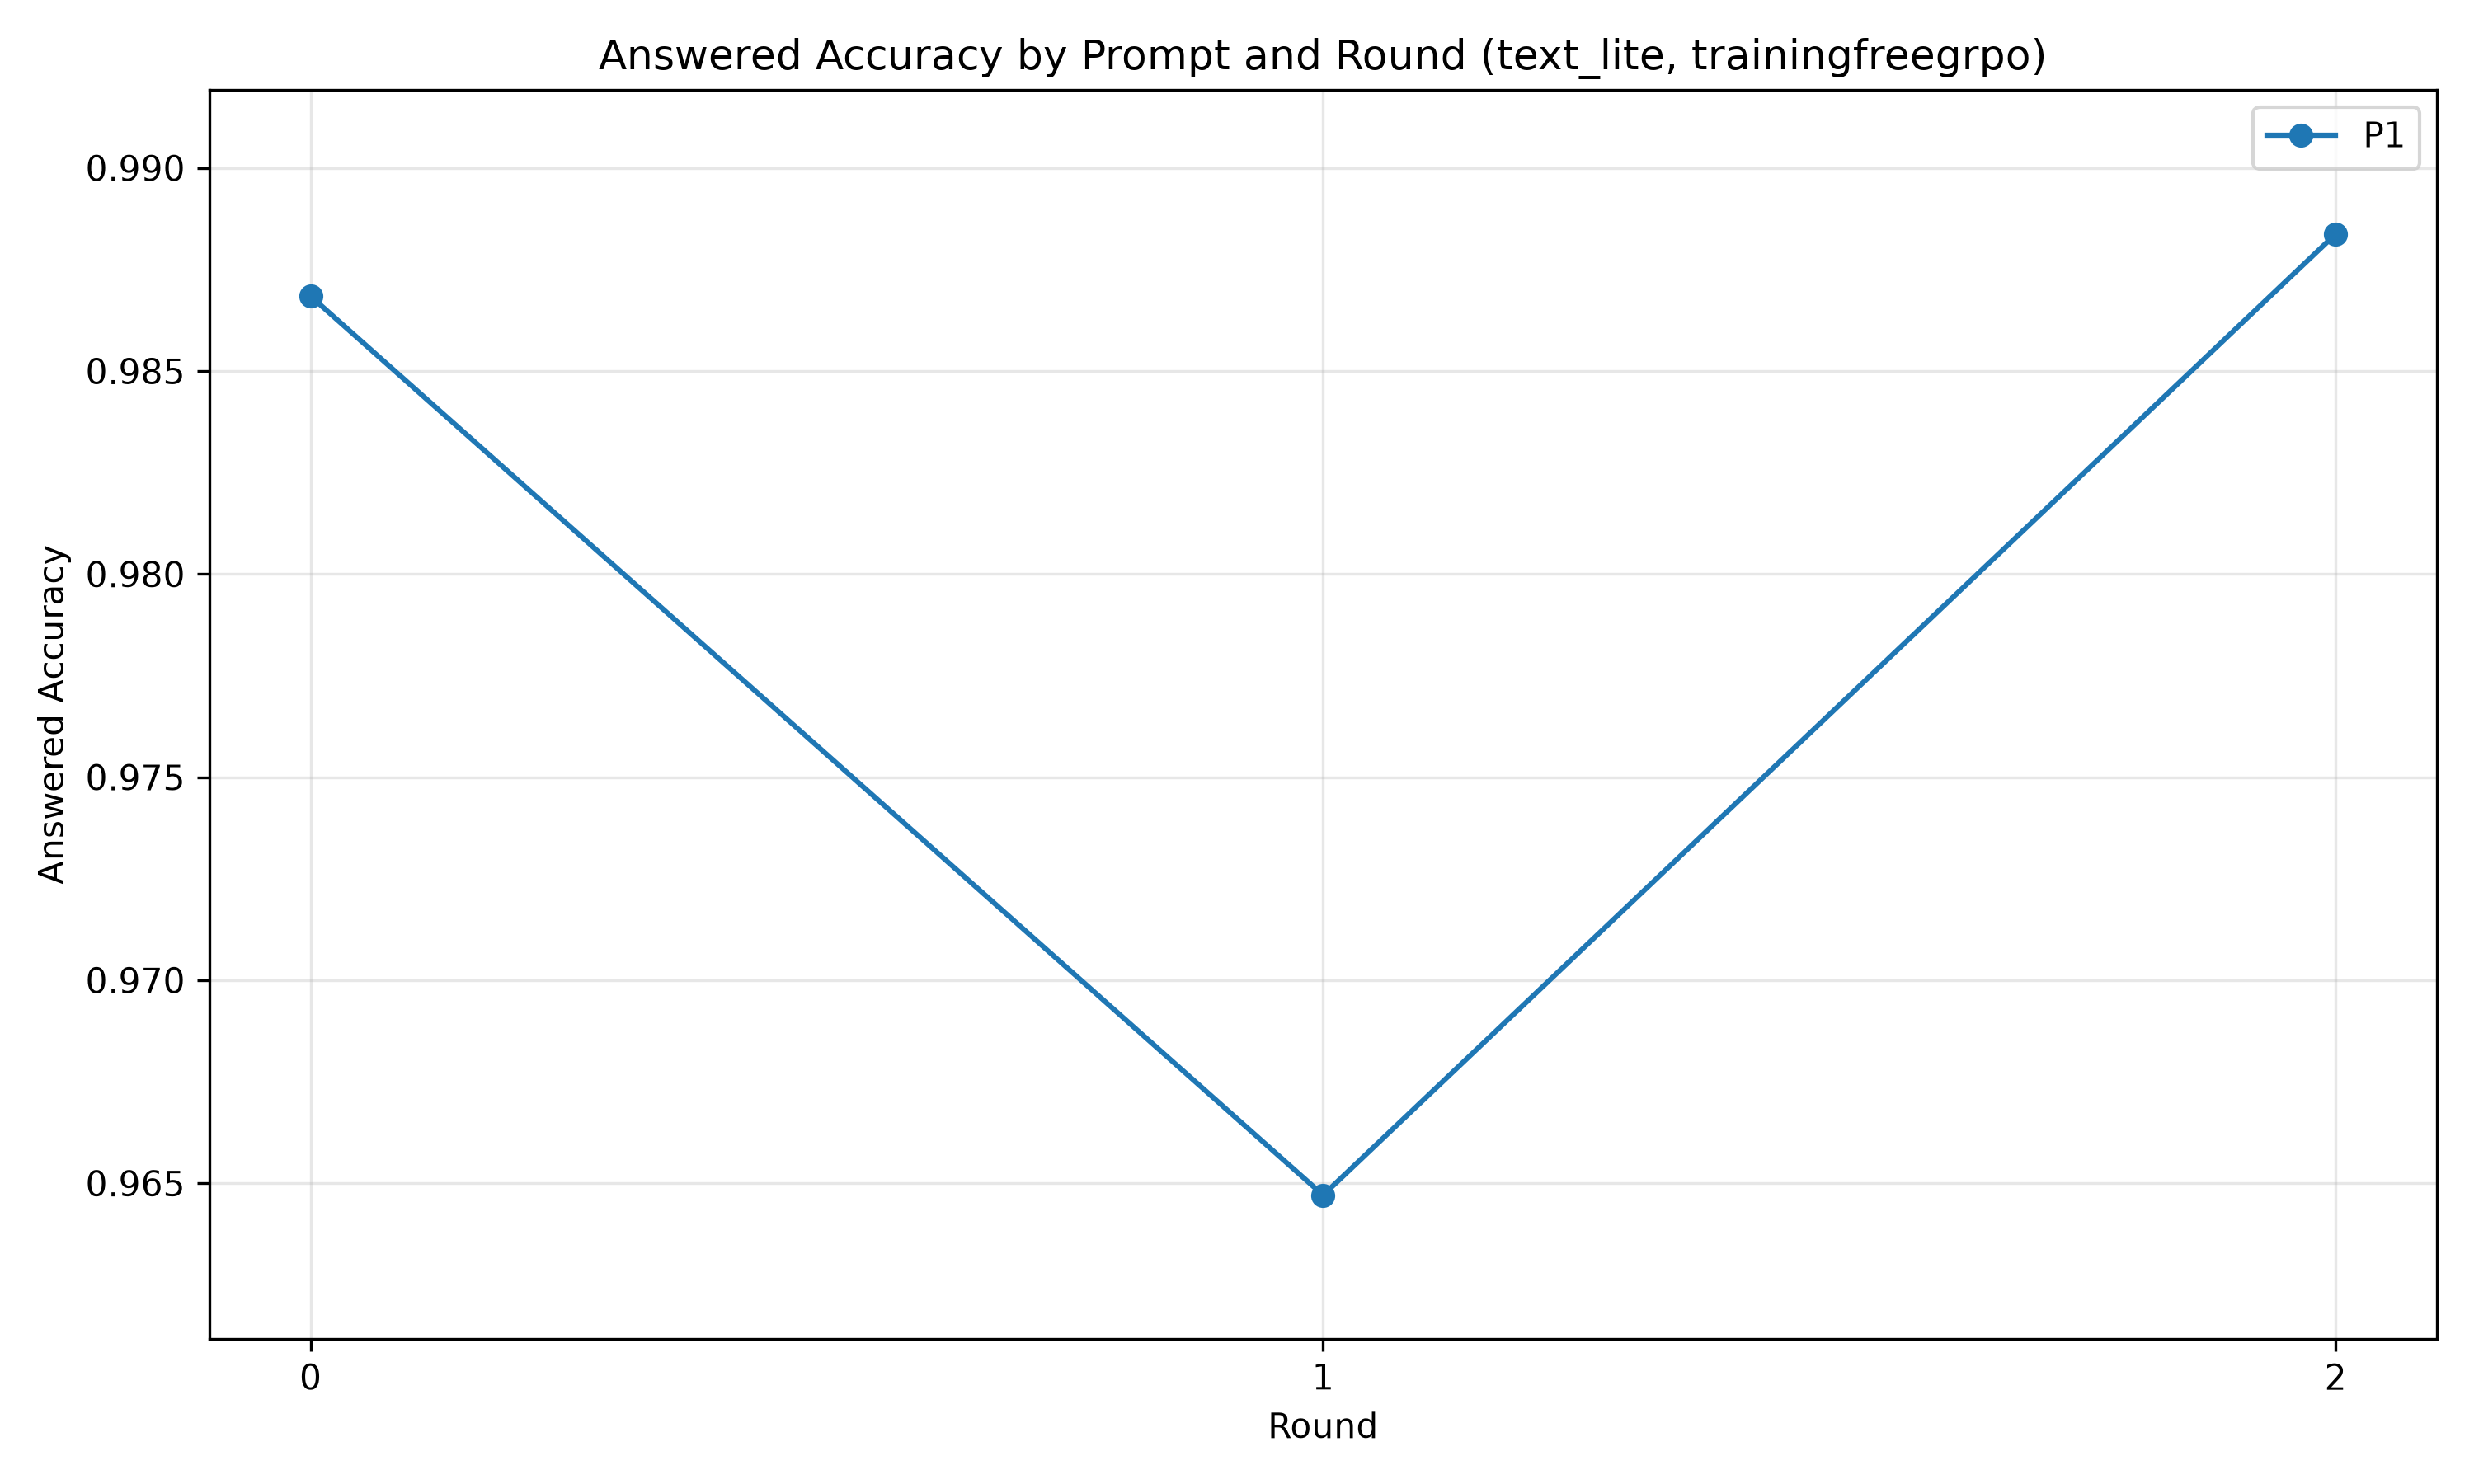 Answered Accuracy by Prompt and Round (text_lite, trainingfreegrpo)
P1
Answered Accuracy
0.990
0.985
0.980
0.975
0.970
0.965
0
1
2
Round